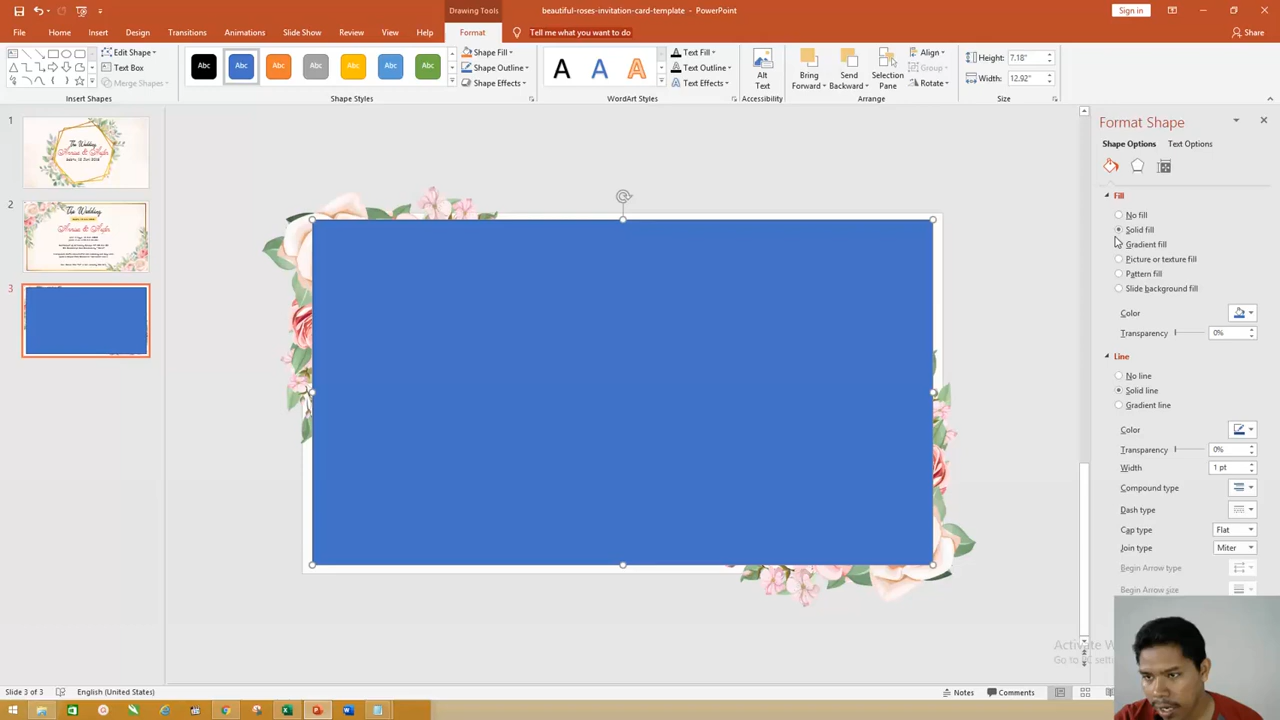 Drawing Tools
beautiful-roses-invitation-card-template - PowerPoint
Sign in
File Home Insert Design Transitions Animations Slide Show Review View Help Format Tell me what you want to do Share
Edit Shape
Text Box
Merge Shapes
Insert Shapes
Abc Abc Abc Abc Abc Abc Abc
Shape Fill
Shape Outline
Shape Effects
Shape Styles
A A A
Text Fill
Text Outline
Text Effects
WordArt Styles
Alt
Text
Accessibility
Bring
Forward
Send
Backward
Selection
Pane
Align
Group
Rotate
Arrange
Height: 7.18"
Width: 12.92"
Size
1
The Wedding
2
The Wedding
3
Format Shape
Shape Options Text Options
Fill
No fill
Solid fill
Gradient fill
Picture or texture fill
Pattern fill
Slide background fill
Color
Transparency 0%
Line
No line
Solid line
Gradient line
Color
Transparency 0%
Width 1 pt
Compound type
Dash type
Cap type Flat
Join type Miter
Begin Arrow type
Begin Arrow size
Activate
Go to
Slide 3 of 3 English (United States) Notes Comments